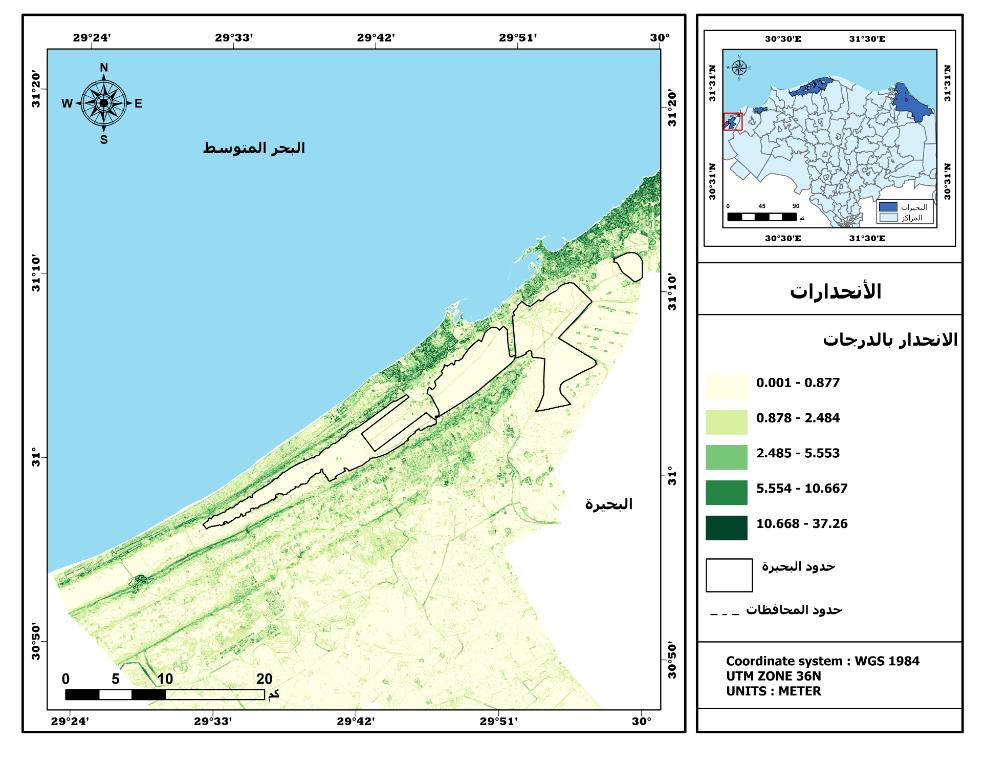 29°24' 29°33' 29°42' 29°51' 30°
31°20'
31°20'
N
W E
S
البحر المتوسط
31°10'
31°10'
31°
31°
البحيرة
30°50'
30°50'
0 5 10 20
كم
29°24' 29°33' 29°42' 29°51' 30°
30°30'E 31°30'E
31°31'N
31°31'N
30°31'N
30°31'N
0 45 90
كم
البحيرات
المراكز
30°30'E 31°30'E
الأنحدارات
الانحدار بالدرجات
0.001 - 0.877
0.878 - 2.484
2.485 - 5.553
5.554 - 10.667
10.668 - 37.26
حدود البحيرة
حدود المحافظات
Coordinate system : WGS 1984
UTM ZONE 36N
UNITS : METER